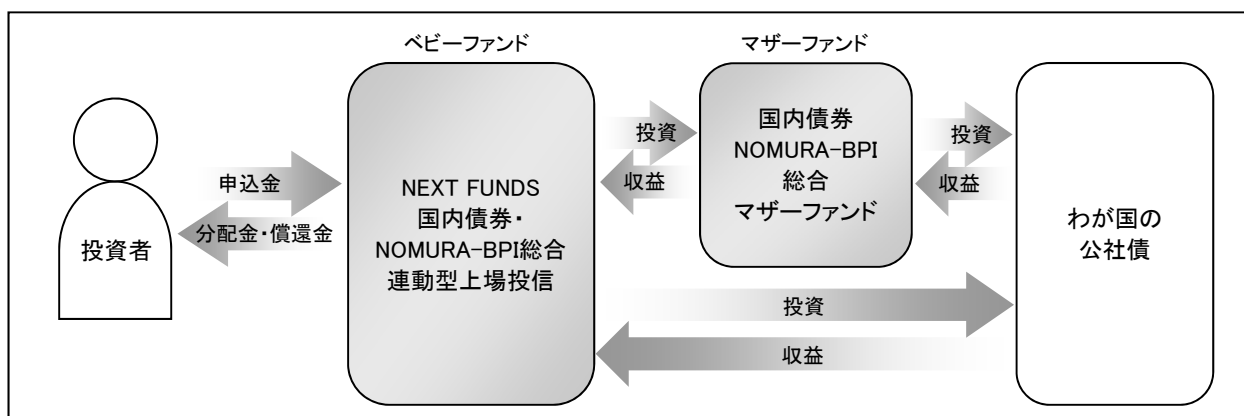 ベビーファンド
マザーファンド
投資者
申込金
分配金・償還金
NEXT FUNDS
国内債券・
NOMURA-BPI総合
連動型上場投信
投資
収益
国内債券
NOMURA-BPI
総合
マザーファンド
投資
収益
投資
収益
わが国の
公社債